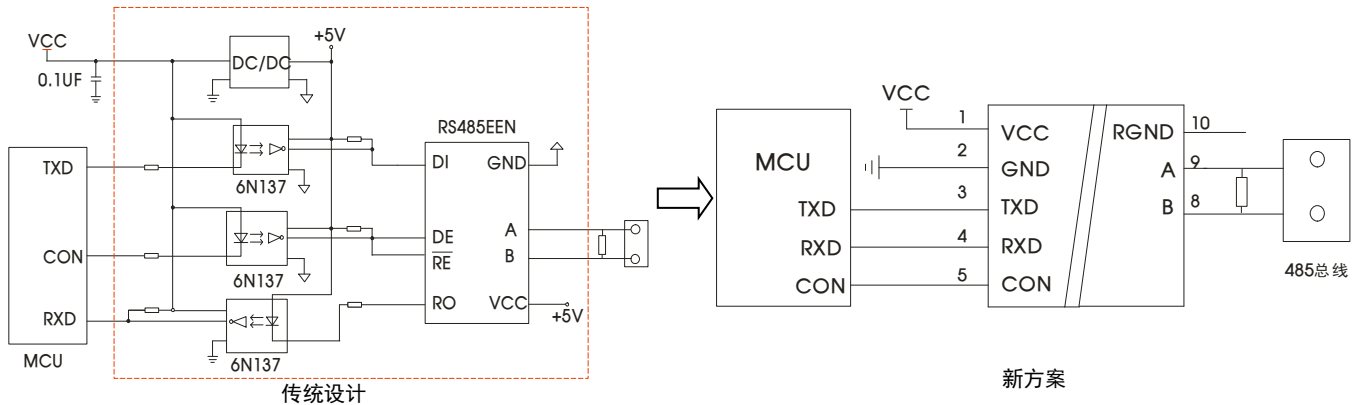 VCC
0.1UF
DC/DC
+5V
RS485EEN
TXD
6N137
DI
GND
CON
6N137
DE
RE
A
B
RXD
6N137
RO
VCC
+5V
MCU
传统设计
MCU
TXD
RXD
CON
VCC
1
2
3
4
5
VCC
GND
TXD
RXD
CON
RGND
A
B
10
9
8
485总线
新方案